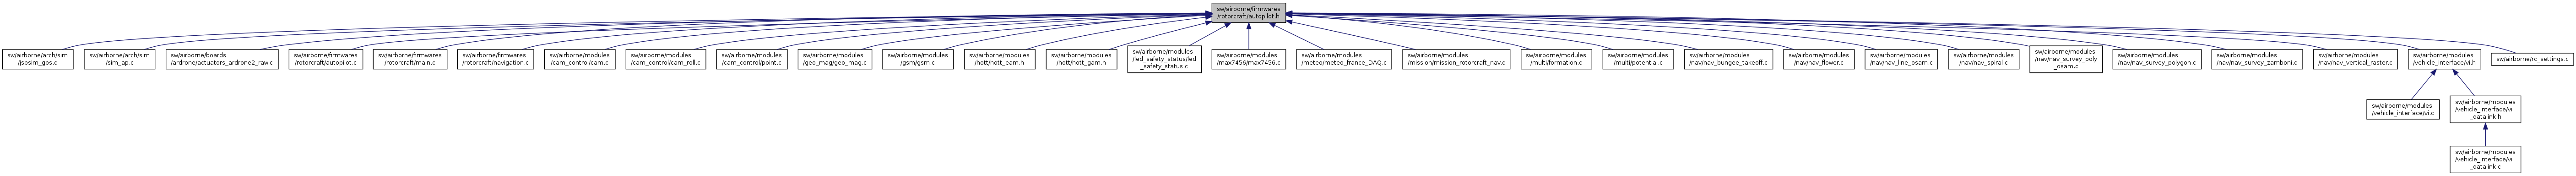 sw/airborne/firmwares
/rotorcraft/autopilot.h
sw/airborne/arch/sim
/jsbsim_gps.c
sw/airborne/arch/sim
/sim_ap.c
sw/airborne/boards
/ardrone/actuators_ardrone2_raw.c
sw/airborne/firmwares
/rotorcraft/autopilot.c
sw/airborne/firmwares
/rotorcraft/main.c
sw/airborne/firmwares
/rotorcraft/navigation.c
sw/airborne/modules
/cam_control/cam.c
sw/airborne/modules
/cam_control/cam_roll.c
sw/airborne/modules
/cam_control/point.c
sw/airborne/modules
/geo_mag/geo_mag.c
sw/airborne/modules
/gsm/gsm.c
sw/airborne/modules
/hott/hott_eam.h
sw/airborne/modules
/hott/hott_gam.h
sw/airborne/modules
/led_safety_status/led
_safety_status.c
sw/airborne/modules
/max7456/max7456.c
sw/airborne/modules
/meteo/meteo_france_DAQ.c
sw/airborne/modules
/mission/mission_rotorcraft_nav.c
sw/airborne/modules
/multi/formation.c
sw/airborne/modules
/multi/potential.c
sw/airborne/modules
/nav/nav_bungee_takeoff.c
sw/airborne/modules
/nav/nav_flower.c
sw/airborne/modules
/nav/nav_line_osam.c
sw/airborne/modules
/nav/nav_spiral.c
sw/airborne/modules
/nav/nav_survey_poly
_osam.c
sw/airborne/modules
/nav/nav_survey_polygon.c
sw/airborne/modules
/nav/nav_survey_zamboni.c
sw/airborne/modules
/nav/nav_vertical_raster.c
sw/airborne/modules
/vehicle_interface/vi.h
sw/airborne/rc_settings.c
sw/airborne/modules
/vehicle_interface/vi.c
sw/airborne/modules
/vehicle_interface/vi
_datalink.h
sw/airborne/modules
/vehicle_interface/vi
_datalink.c